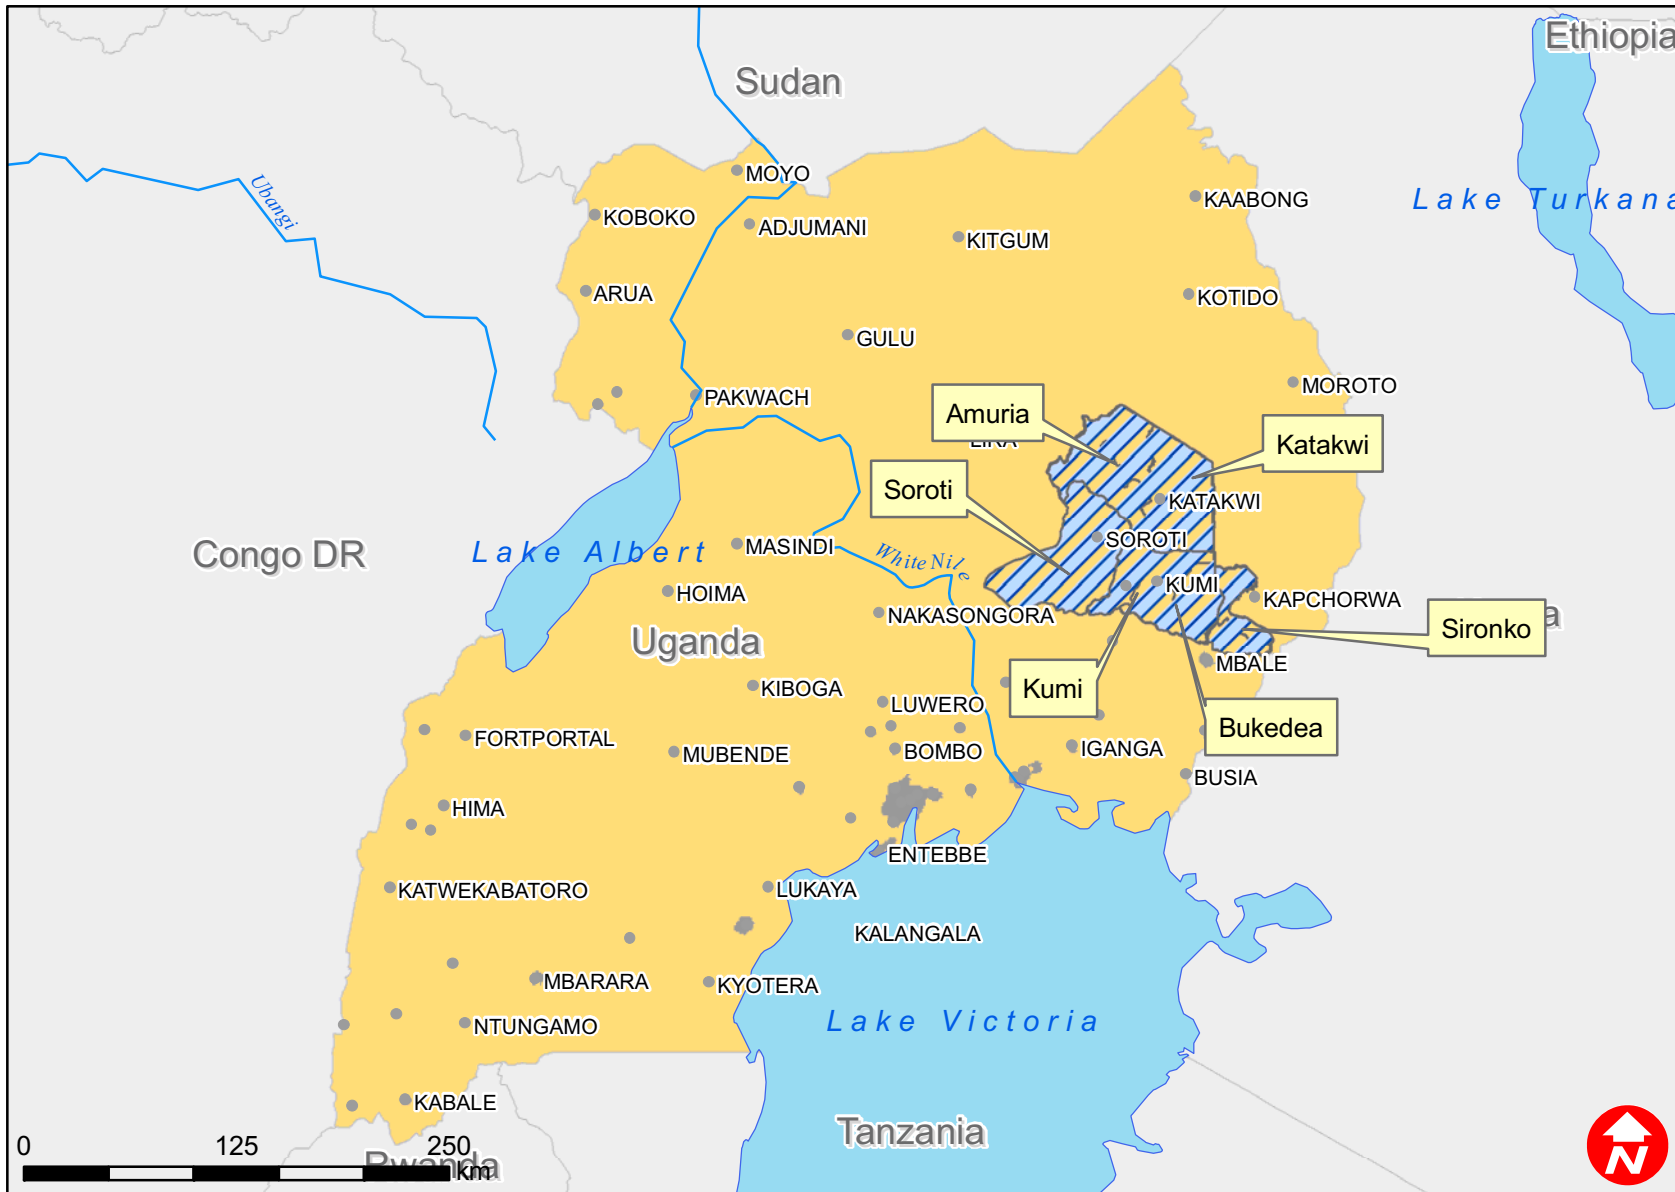 Ethiopia
Sudan
MOYO
Ubangi
KOBOKO
ADJUMANI
KAABONG
Lake Turkana
KITGUM
ARUA
KOTIDO
GULU
MOROTO
PAKWACH
Amuria
LIRA
Katakwi
Soroti
KATAKWI
SOROTI
Congo DR
Lake Albert
MASINDI
White Nile
KUMI
HOIMA
KAPCHORWA
NAKASONGORA
a
Sironko
Uganda
MBALE
Kumi
KIBOGA
LUWERO
Bukedea
FORTPORTAL
MUBENDE
BOMBO
IGANGA
BUSIA
HIMA
ENTEBBE
KATWEKABATORO
LUKAYA
KALANGALA
MBARARA
KYOTERA
NTUNGAMO
Lake Victoria
KABALE
Tanzania
0 125 250
Rwanda
km
N